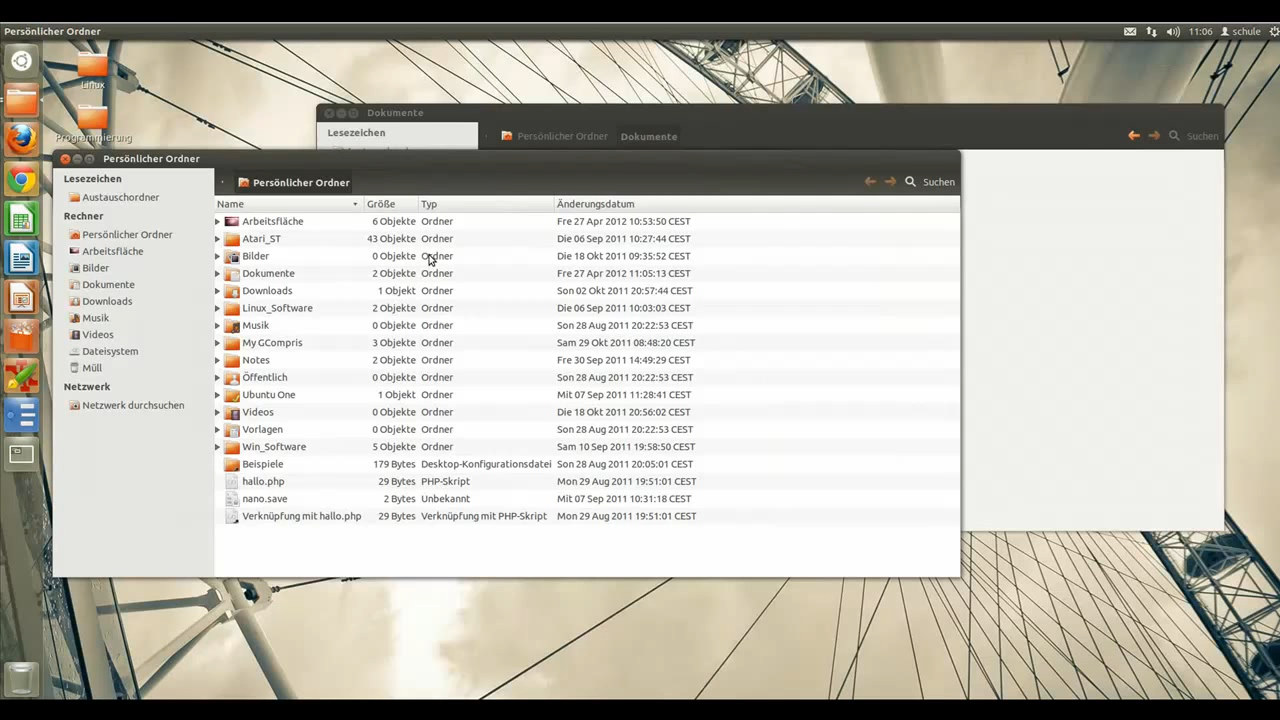 Persönlicher Ordner 11:06 schule
Linux
Programmierung
Dokumente
Lesezeichen Persönlicher Ordner Dokumente Suchen
Persönlicher Ordner
Lesezeichen
Austauschordner
Rechner
Persönlicher Ordner
Arbeitsfläche
Bilder
Dokumente
Downloads
Musik
Videos
Dateisystem
Müll
Netzwerk
Netzwerk durchsuchen
Persönlicher Ordner Suchen
Name Größe Typ Änderungsdatum
Arbeitsfläche 6 Objekte Ordner Fre 27 Apr 2012 10:53:50 CEST
Atari_ST 43 Objekte Ordner Die 06 Sep 2011 10:27:44 CEST
Bilder 0 Objekte Ordner Die 18 Okt 2011 09:35:52 CEST
Dokumente 2 Objekte Ordner Fre 27 Apr 2012 11:05:13 CEST
Downloads 1 Objekt Ordner Son 02 Okt 2011 20:57:44 CEST
Linux_Software 2 Objekte Ordner Die 06 Sep 2011 10:03:03 CEST
Musik 0 Objekte Ordner Son 28 Aug 2011 20:22:53 CEST
My GCompris 3 Objekte Ordner Sam 29 Okt 2011 08:48:20 CEST
Notes 2 Objekte Ordner Fre 30 Sep 2011 14:49:29 CEST
Öffentlich 0 Objekte Ordner Son 28 Aug 2011 20:22:53 CEST
Ubuntu One 1 Objekt Ordner Mit 07 Sep 2011 11:28:41 CEST
Videos 0 Objekte Ordner Die 18 Okt 2011 20:56:02 CEST
Vorlagen 0 Objekte Ordner Son 28 Aug 2011 20:22:53 CEST
Win_Software 5 Objekte Ordner Sam 10 Sep 2011 19:58:50 CEST
Beispiele 179 Bytes Desktop-Konfigurationsdatei Son 28 Aug 2011 20:05:01 CEST
hallo.php 29 Bytes PHP-Skript Mon 29 Aug 2011 19:51:01 CEST
nano.save 2 Bytes Unbekannt Mit 07 Sep 2011 10:31:18 CEST
Verknüpfung mit hallo.php 29 Bytes Verknüpfung mit PHP-Skript Mon 29 Aug 2011 19:51:01 CEST